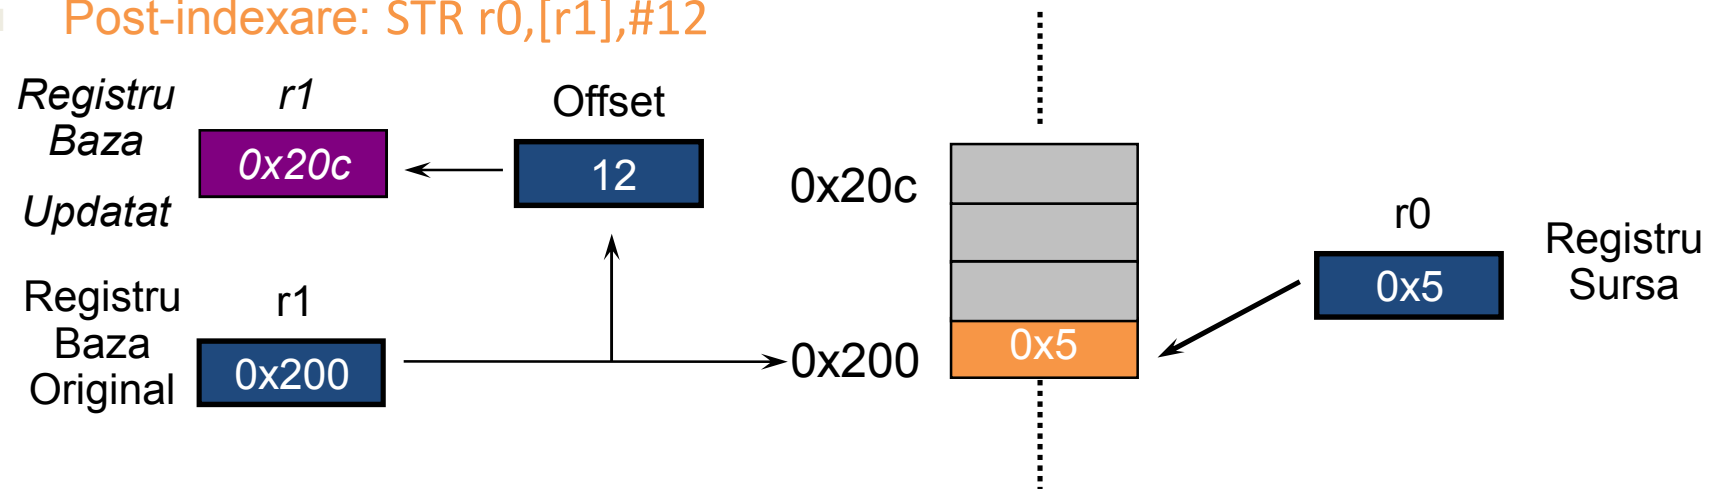 Post-indexare: STR r0,[r1],#12
Registru
Baza
Updatat
r1
0x20c
Offset
12
0x20c
r0
0x5
Registru
Sursa
Registru
Baza
Original
r1
0x200
0x200
0x5